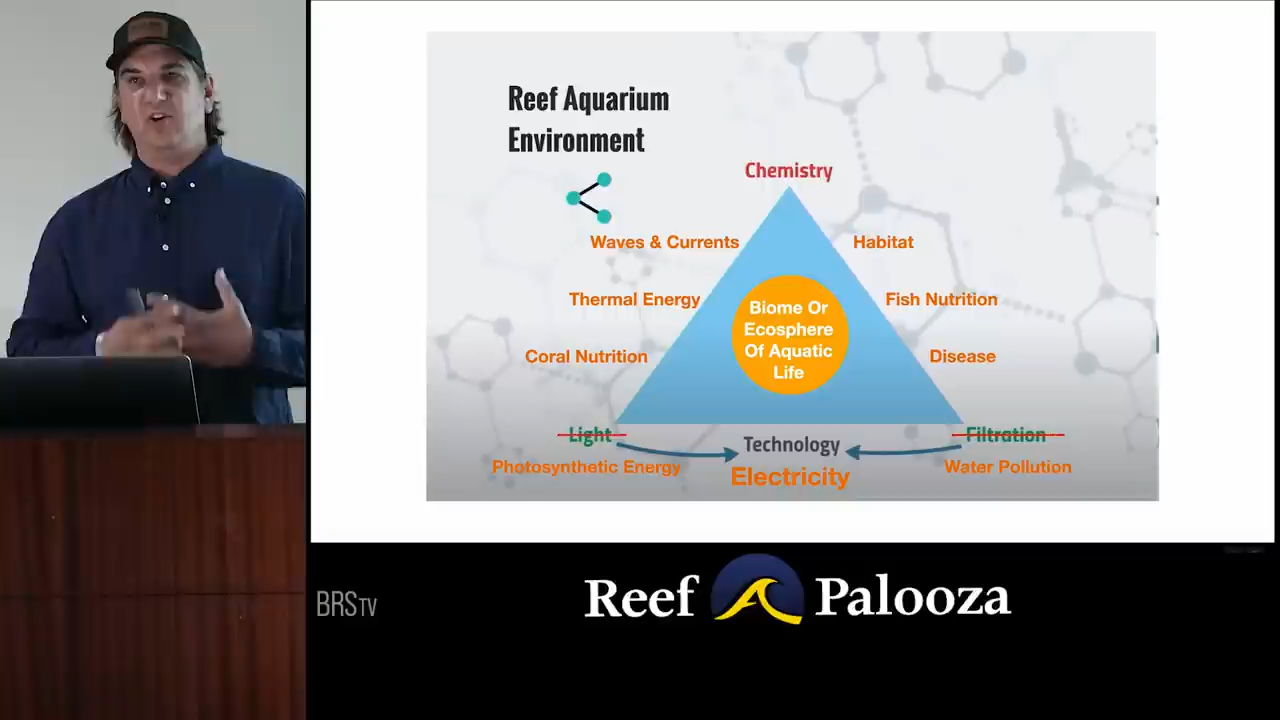 Reef Aquarium
Environment
Chemistry
Waves & Currents
Habitat
Thermal Energy
Fish Nutrition
Biome Or
Ecosphere
Of Aquatic
Life
Coral Nutrition
Disease
Light
Technology
Filtration
Photosynthetic Energy
Electricity
Water Pollution
BRSTV
Reef Palooza